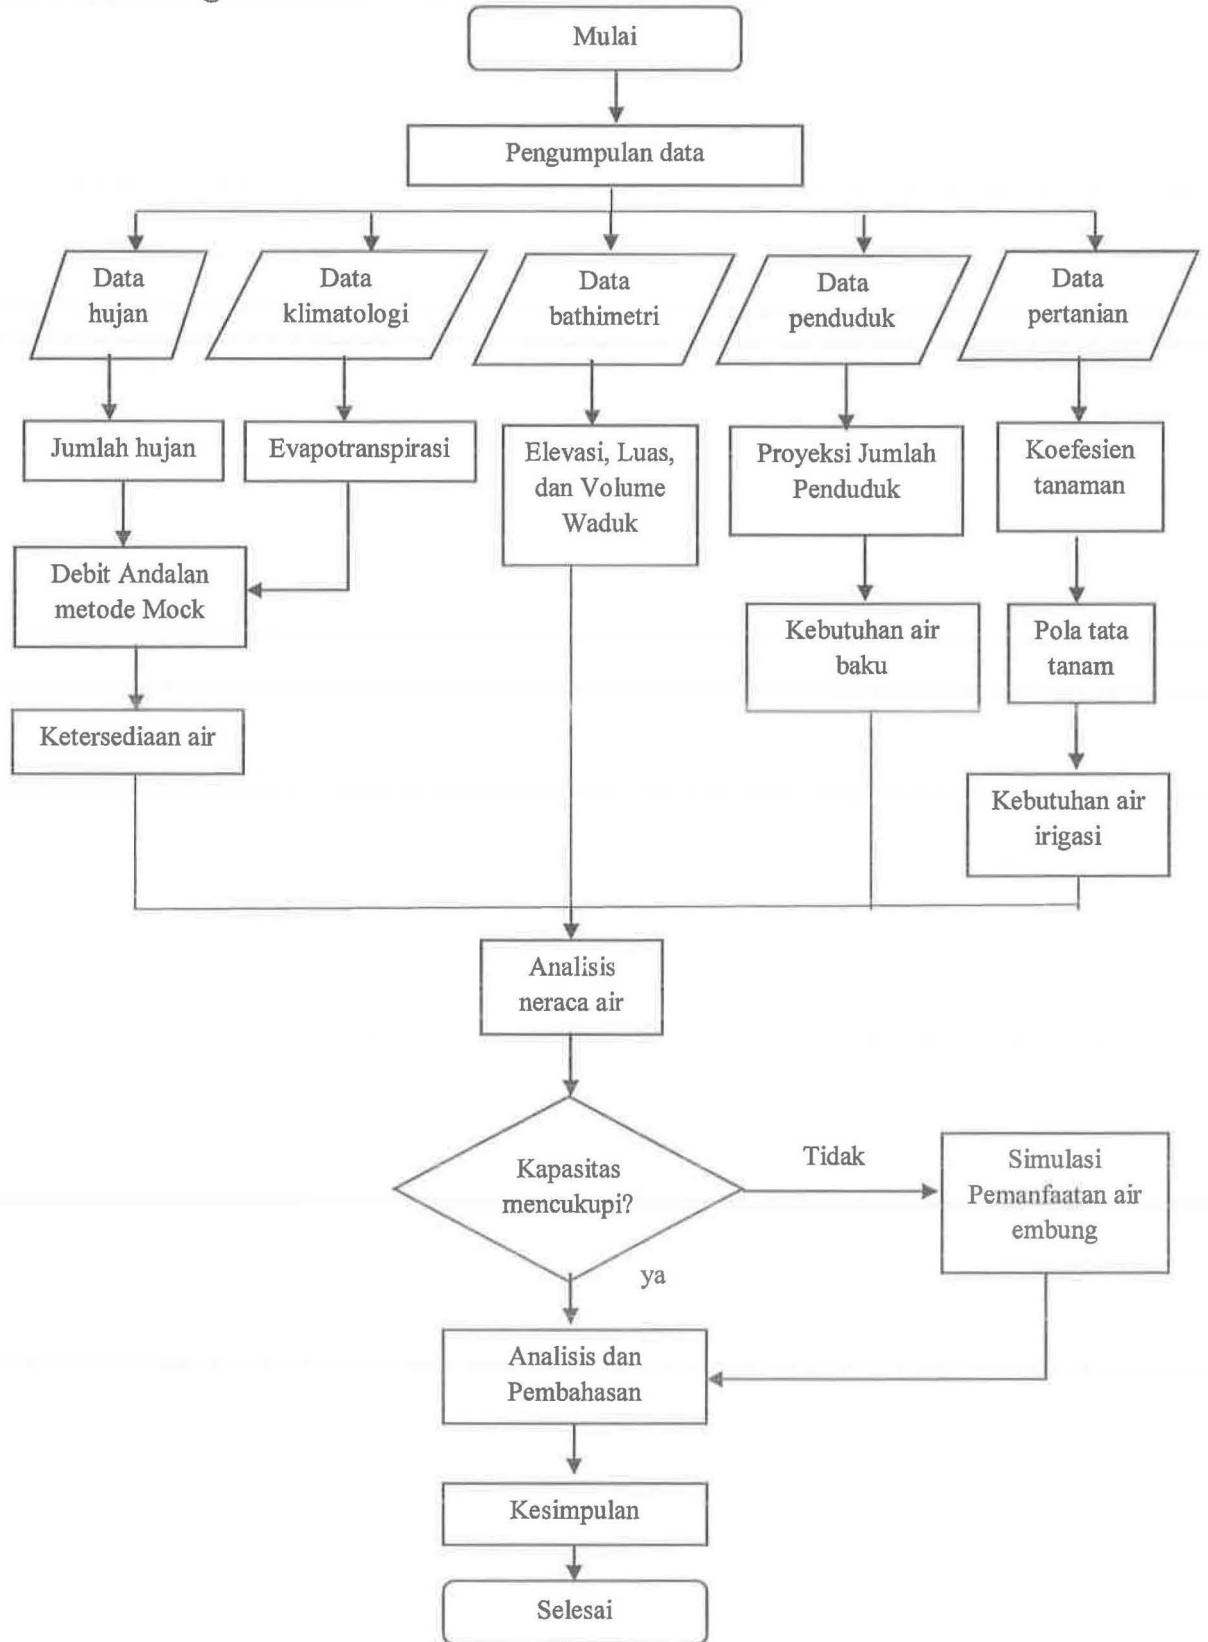 Mulai
Pengumpulan data
Data
hujan
Data
klimatologi
Data
bathimetri
Data
penduduk
Data
pertanian
Jumlah hujan
Evapotranspirasi
Elevasi, Luas,
dan Volume
Waduk
Proyeksi Jumlah
Penduduk
Koefesien
tanaman
Debit Andalan
metode Mock
Kebutuhan air
baku
Pola tata
tanam
Ketersediaan air
Kebutuhan air
irigasi
Analisis
neraca air
Kapasitas
mencukupi?
Tidak
Simulasi
Pemanfaatan air
embung
ya
Analisis dan
Pembahasan
Kesimpulan
Selesai